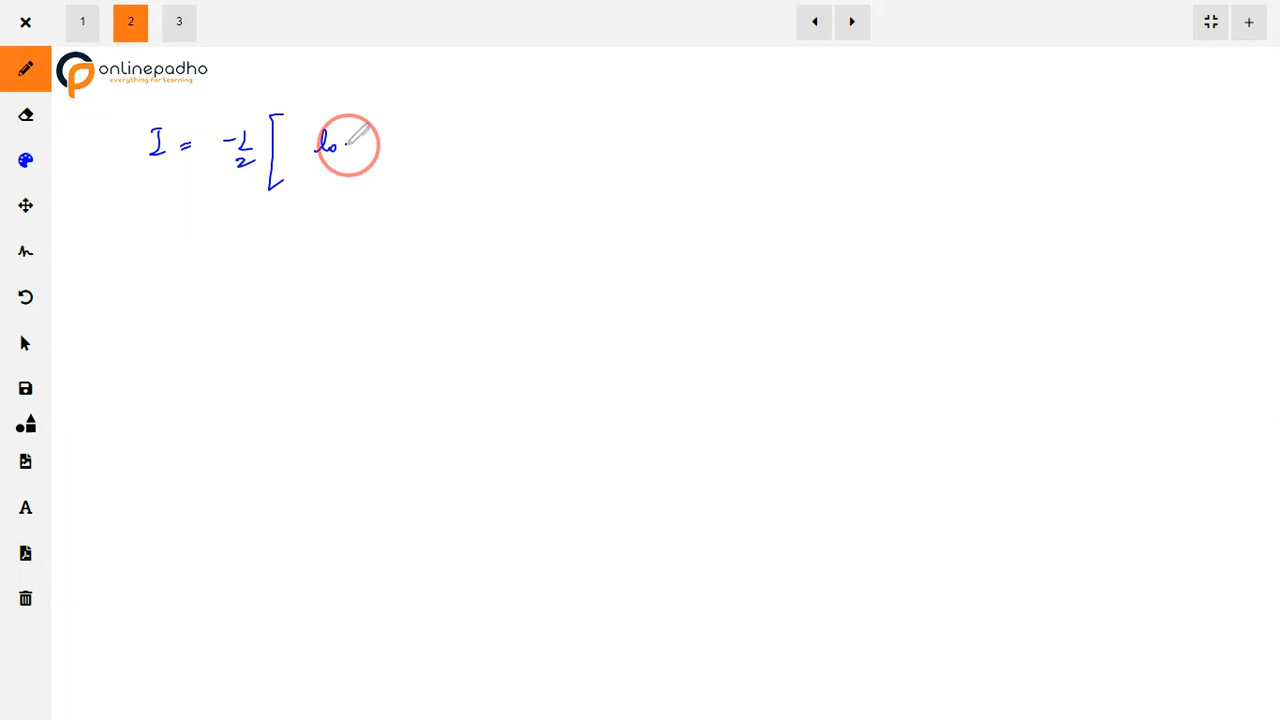 1 2 3
onlinepadho
everything for learning
I = -1/2 [ lo
A